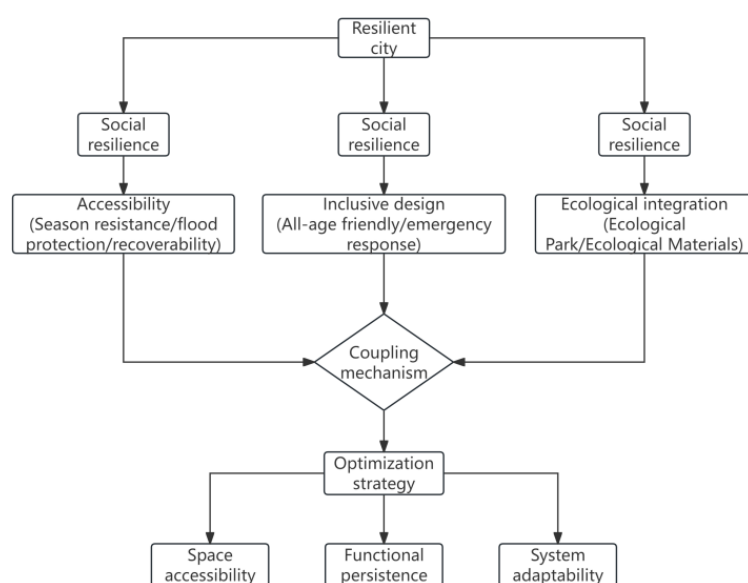 Resilient
city
Social
resilience
Social
resilience
Social
resilience
Accessibility
(Season resistance/flood
protection/recoverability)
Inclusive design
(All-age friendly/emergency
response)
Ecological integration
(Ecological
Park/Ecological Materials)
Coupling
mechanism
Optimization
strategy
Space
accessibility
Functional
persistence
System
adaptability